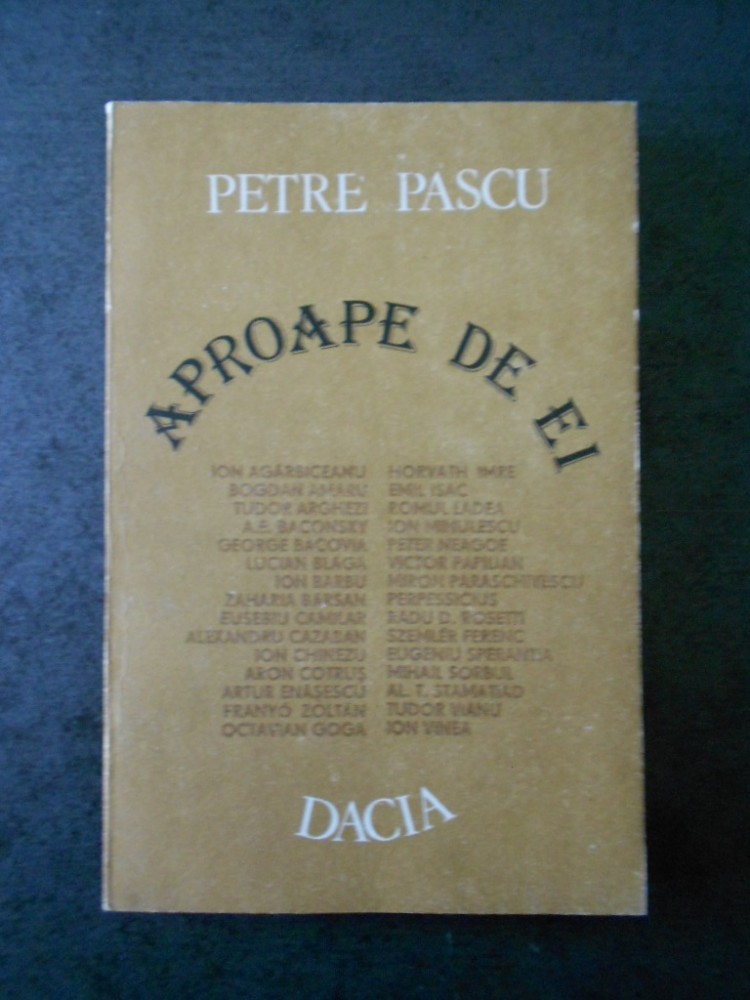 PETRE PASCU
APROAPE DE EI
ION AGÂRBICEANU HORVATH IMRE
BOGDAN AMARU EMIL ISAC
TUDOR ARGHEZI ROMUL LADEA
A.E. BACONSKY ION MINULESCU
GEORGE BACOVIA PETER NEAGOE
LUCIAN BLAGA VICTOR PAPILIAN
ION BARBU MIRON PARASCHIVESCU
ZAHARIA BÂRSAN PERPESSICIUS
EUSEBIU CAMILAR RADU D. ROSETTI
ALEXANDRU CAZABAN SZEMLÉR FERENC
ION CHINEZU EUGENIU SPERANTIA
ARON COTRUȘ MIHAIL SORBUL
ARTUR ENĂȘESCU AL. T. STAMATIAD
FRANYÓ ZOLTÁN TUDOR VIANU
OCTAVIAN GOGA ION VINEA
DACIA